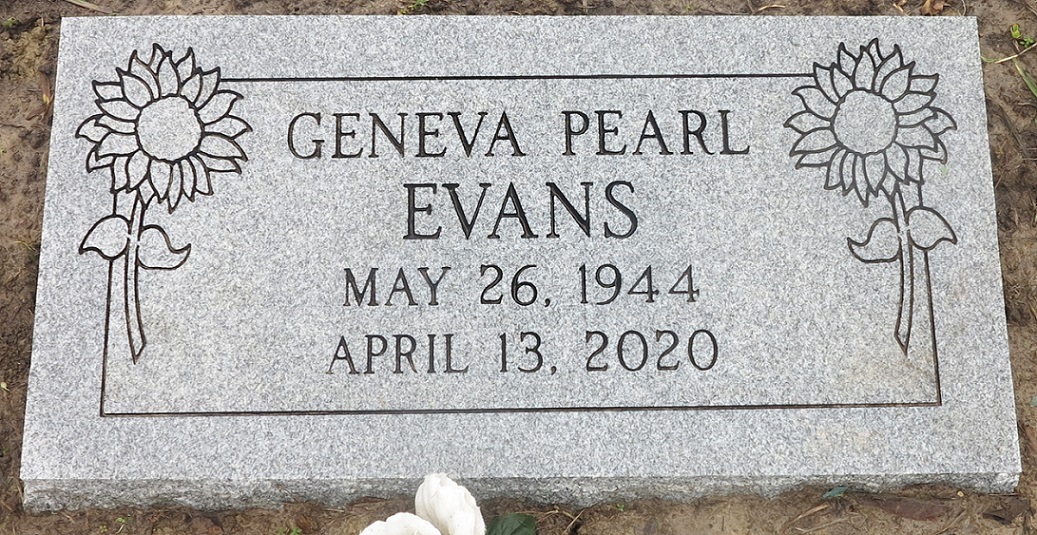 GENEVA PEARL
EVANS
MAY 26, 1944
APRIL 13, 2020